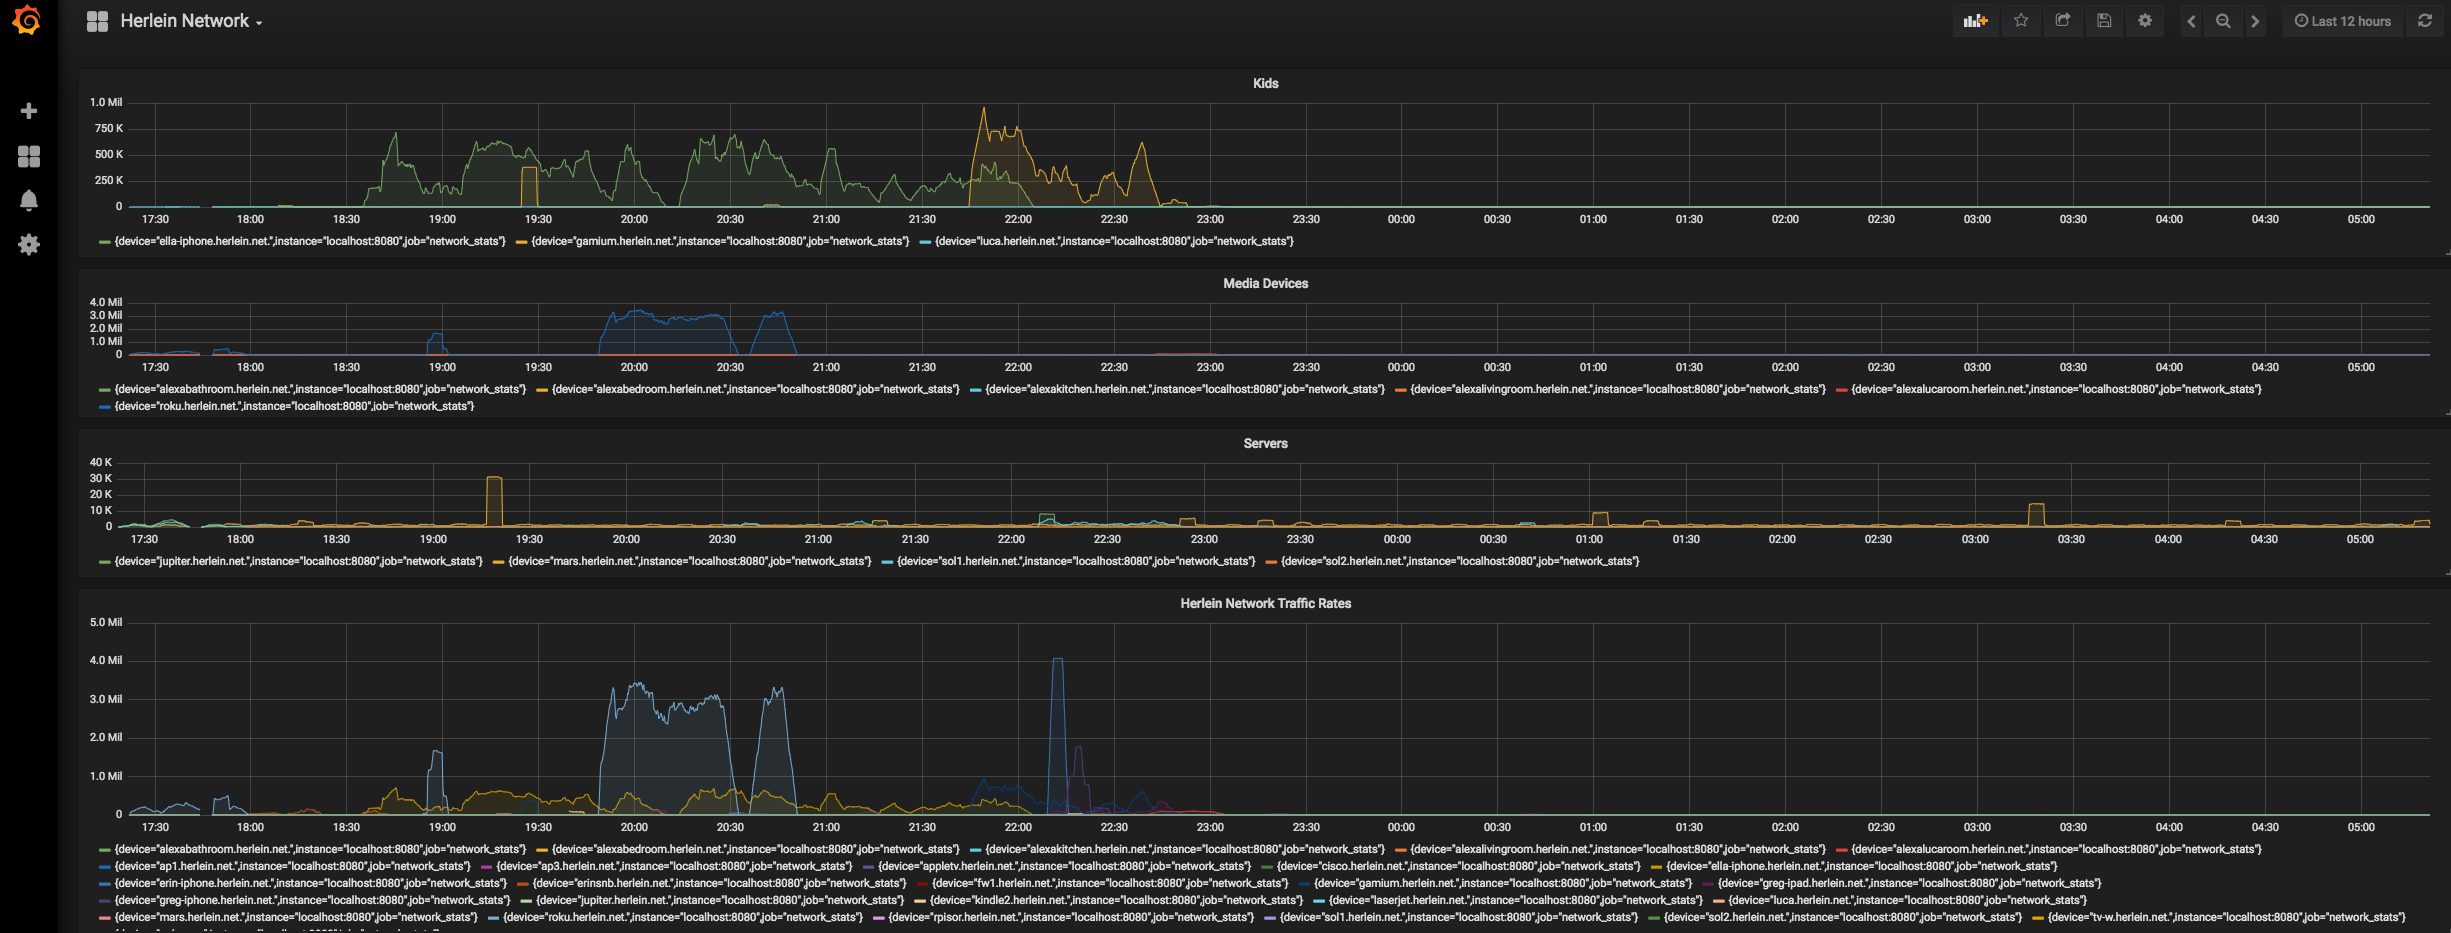 Herlein Network
Last 12 hours
Kids
1.0 Mil
750 K
500 K
250 K
0
17:30 18:00 18:30 19:00 19:30 20:00 20:30 21:00 21:30 22:00 22:30 23:00 23:30 00:00 00:30 01:00 01:30 02:00 02:30 03:00 03:30 04:00 04:30 05:00
{device="ella-iphone.herlein.net.",instance="localhost:8080",job="network_stats"} {device="gamium.herlein.net.",instance="localhost:8080",job="network_stats"} {device="luca.herlein.net.",instance="localhost:8080",job="network_stats"}
Media Devices
4.0 Mil
3.0 Mil
2.0 Mil
1.0 Mil
0
17:30 18:00 18:30 19:00 19:30 20:00 20:30 21:00 21:30 22:00 22:30 23:00 23:30 00:00 00:30 01:00 01:30 02:00 02:30 03:00 03:30 04:00 04:30 05:00
{device="alexabathroom.herlein.net.",instance="localhost:8080",job="network_stats"} {device="alexabedroom.herlein.net.",instance="localhost:8080",job="network_stats"} {device="alexakitchen.herlein.net.",instance="localhost:8080",job="network_stats"} {device="alexalivingroom.herlein.net.",instance="localhost:8080",job="network_stats"} {device="alexalucaroom.herlein.net.",instance="localhost:8080",job="network_stats"}
{device="roku.herlein.net.",instance="localhost:8080",job="network_stats"}
Servers
40 K
30 K
20 K
10 K
0
17:30 18:00 18:30 19:00 19:30 20:00 20:30 21:00 21:30 22:00 22:30 23:00 23:30 00:00 00:30 01:00 01:30 02:00 02:30 03:00 03:30 04:00 04:30 05:00
{device="jupiter.herlein.net.",instance="localhost:8080",job="network_stats"} {device="mars.herlein.net.",instance="localhost:8080",job="network_stats"} {device="sol1.herlein.net.",instance="localhost:8080",job="network_stats"} {device="sol2.herlein.net.",instance="localhost:8080",job="network_stats"}
Herlein Network Traffic Rates
5.0 Mil
4.0 Mil
3.0 Mil
2.0 Mil
1.0 Mil
0
17:30 18:00 18:30 19:00 19:30 20:00 20:30 21:00 21:30 22:00 22:30 23:00 23:30 00:00 00:30 01:00 01:30 02:00 02:30 03:00 03:30 04:00 04:30 05:00
{device="alexabathroom.herlein.net.",instance="localhost:8080",job="network_stats"} {device="alexabedroom.herlein.net.",instance="localhost:8080",job="network_stats"} {device="alexakitchen.herlein.net.",instance="localhost:8080",job="network_stats"} {device="alexalivingroom.herlein.net.",instance="localhost:8080",job="network_stats"} {device="alexalucaroom.herlein.net.",instance="localhost:8080",job="network_stats"}
{device="ap1.herlein.net.",instance="localhost:8080",job="network_stats"} {device="ap3.herlein.net.",instance="localhost:8080",job="network_stats"} {device="appletv.herlein.net.",instance="localhost:8080",job="network_stats"} {device="cisco.herlein.net.",instance="localhost:8080",job="network_stats"} {device="ella-iphone.herlein.net.",instance="localhost:8080",job="network_stats"}
{device="erin-iphone.herlein.net.",instance="localhost:8080",job="network_stats"} {device="erinsnb.herlein.net.",instance="localhost:8080",job="network_stats"} {device="fw1.herlein.net.",instance="localhost:8080",job="network_stats"} {device="gamium.herlein.net.",instance="localhost:8080",job="network_stats"} {device="greg-ipad.herlein.net.",instance="localhost:8080",job="network_stats"}
{device="greg-iphone.herlein.net.",instance="localhost:8080",job="network_stats"} {device="jupiter.herlein.net.",instance="localhost:8080",job="network_stats"} {device="kindle2.herlein.net.",instance="localhost:8080",job="network_stats"} {device="laserjet.herlein.net.",instance="localhost:8080",job="network_stats"} {device="luca.herlein.net.",instance="localhost:8080",job="network_stats"}
{device="mars.herlein.net.",instance="localhost:8080",job="network_stats"} {device="roku.herlein.net.",instance="localhost:8080",job="network_stats"} {device="rpisor.herlein.net.",instance="localhost:8080",job="network_stats"} {device="sol1.herlein.net.",instance="localhost:8080",job="network_stats"} {device="sol2.herlein.net.",instance="localhost:8080",job="network_stats"} {device="tv-w.herlein.net.",instance="localhost:8080",job="network_stats"}